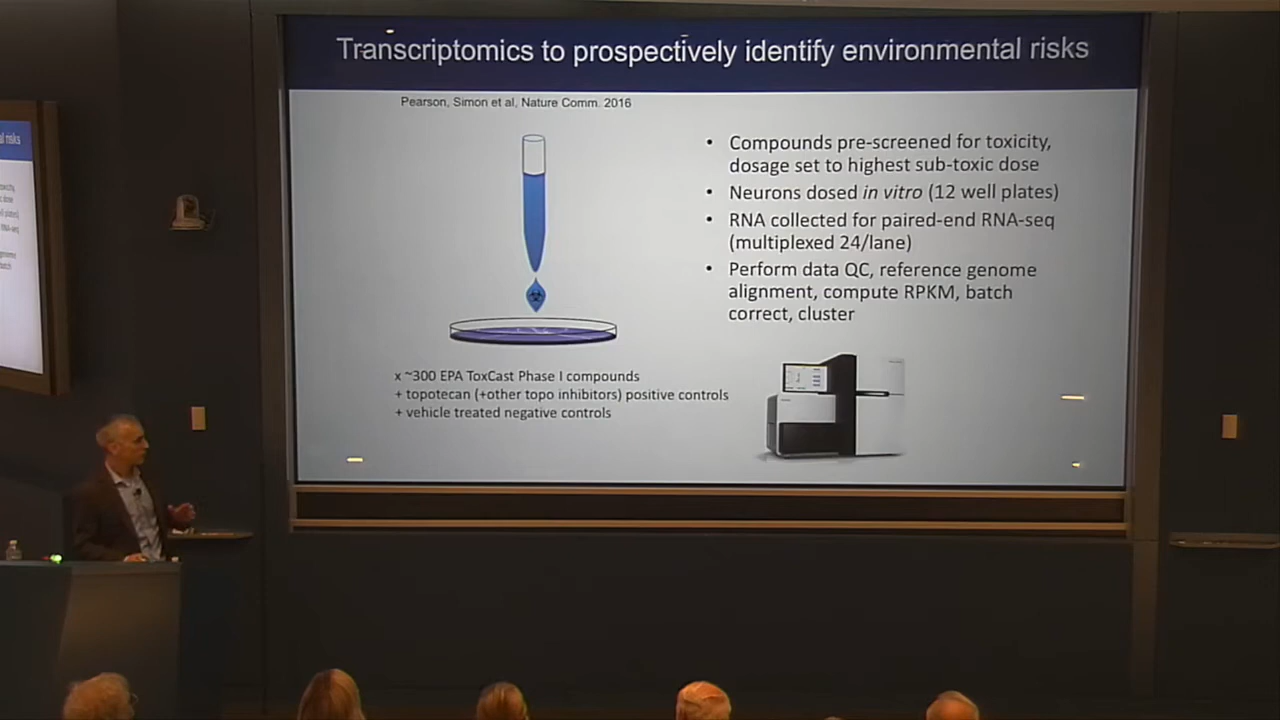 Transcriptomics to prospectively identify environmental risks
Pearson, Simon et al, Nature Comm. 2016
• Compounds pre-screened for toxicity,
dosage set to highest sub-toxic dose
• Neurons dosed in vitro (12 well plates)
• RNA collected for paired-end RNA-seq
(multiplexed 24/lane)
• Perform data QC, reference genome
alignment, compute RPKM, batch
correct, cluster
x ~300 EPA ToxCast Phase I compounds
+ topotecan (+other topo inhibitors) positive controls
+ vehicle treated negative controls
al risks